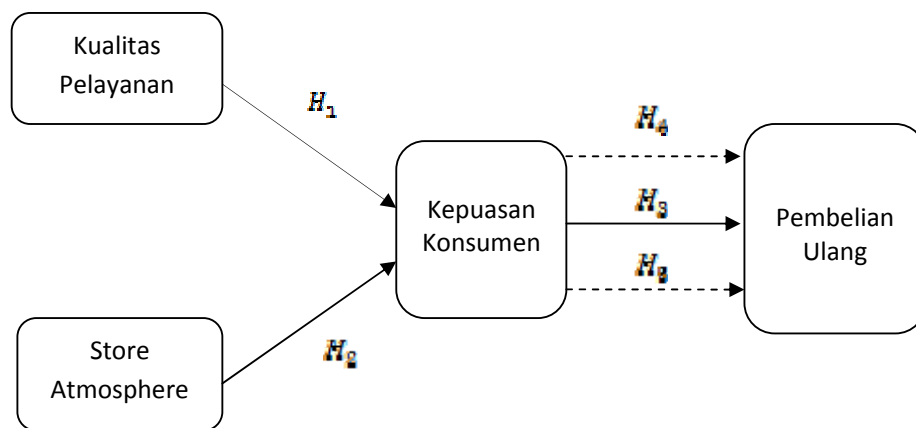 Kualitas
Pelayanan
H₁
H₄
Kepuasan
Konsumen
H₃
Pembelian
Ulang
H₅
Store
Atmosphere
H₂